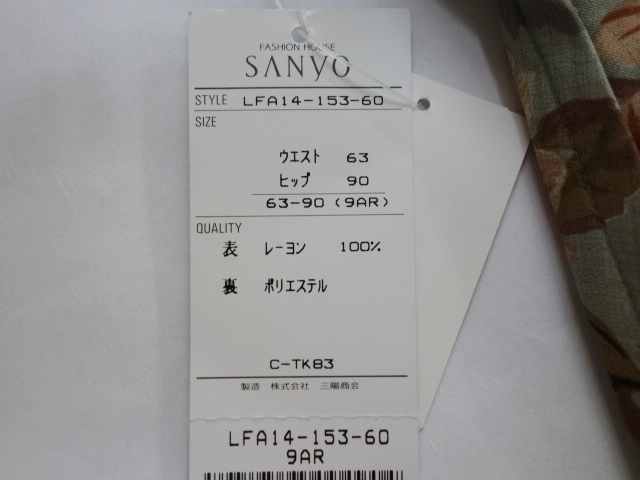 FASHION HOUSE
SANYO
STYLE LFA14-153-60
SIZE
ウエスト 63
ヒップ 90
63-90 (9AR)
QUALITY
表 レーヨン 100%
裏 ポリエステル
C-TK83
製造 株式会社 三陽商会
LFA14-153-60
9AR